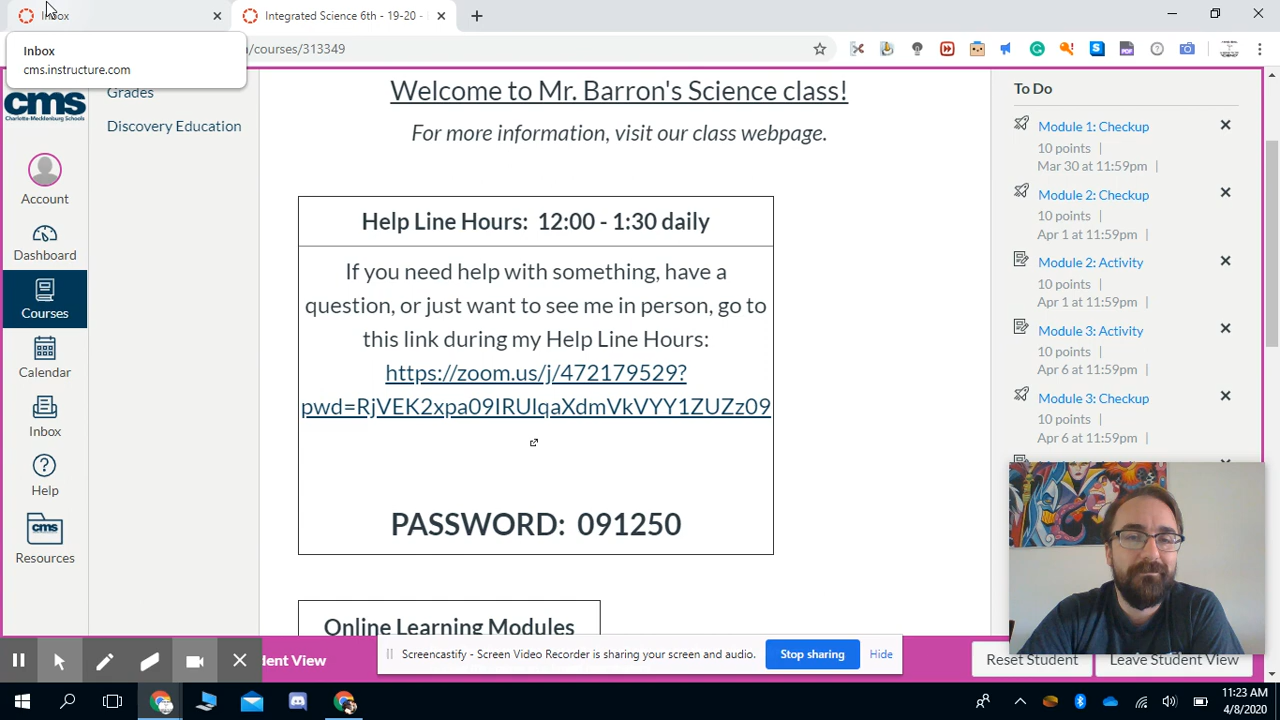 Inbox
Integrated Science 6th - 19-20 -
/courses/313349
Inbox
cms.instructure.com
Grades
Discovery Education
cms
Charlotte-Mecklenburg Schools
Account
Dashboard
Courses
Calendar
Inbox
Help
cms
Resources
Welcome to Mr. Barron's Science class!
For more information, visit our class webpage.
Help Line Hours: 12:00 - 1:30 daily
If you need help with something, have a
question, or just want to see me in person, go to
this link during my Help Line Hours:
https://zoom.us/j/472179529?
pwd=RjVEK2xpa09IRUlqaXdmVkVYY1ZUZz09
PASSWORD: 091250
Online Learning Modules
To Do
Module 1: Checkup
10 points |
Mar 30 at 11:59pm |
Module 2: Checkup
10 points |
Apr 1 at 11:59pm |
Module 2: Activity
10 points |
Apr 1 at 11:59pm |
Module 3: Activity
10 points |
Apr 6 at 11:59pm |
Module 3: Checkup
10 points |
Apr 6 at 11:59pm |
dent View
Screencastify - Screen Video Recorder is sharing your screen and audio.
Stop sharing
Hide
Reset Student
Leave Student View
11:23 AM
4/8/2020